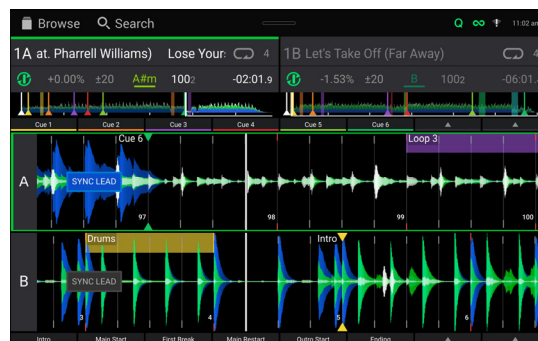 Browse Search Q 11:02 am
1A at. Pharrell Williams) Lose Your: 4 1B Let's Take Off (Far Away) 4
+0.00% ±20 A#m 1002 -02:01.9 -1.53% ±20 B 1002 -06:01.
Cue 1 Cue 2 Cue 3 Cue 4 Cue 5 Cue 6
Cue 6 Loop 3
A SYNC LEAD
97 98 99 100
Drums Intro
B SYNC LEAD
3 4 5 6
Intro Main Start First Break Main Restart Outro Start Ending